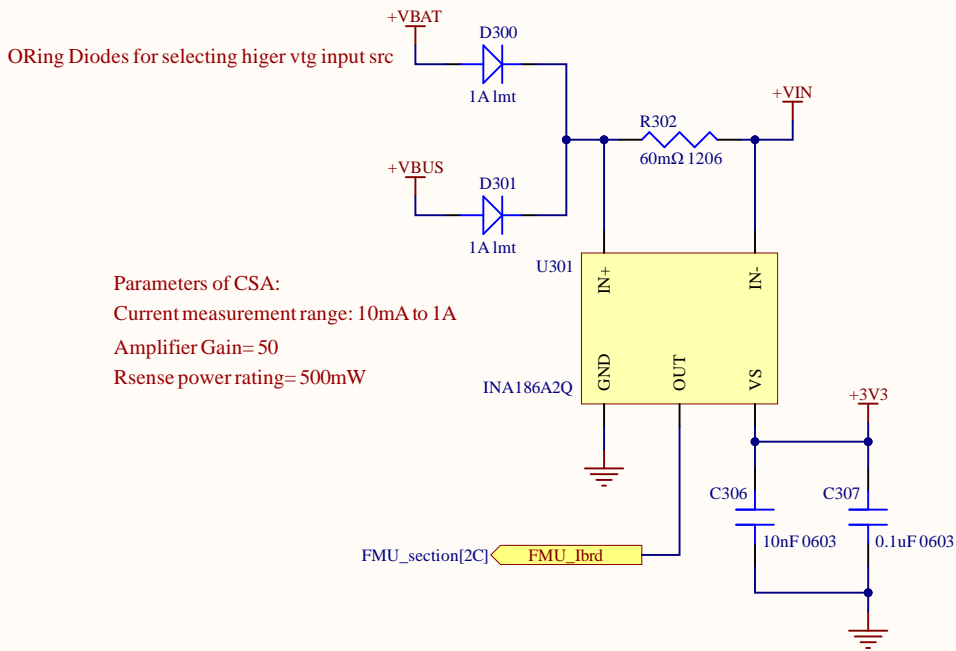 +VBAT
D300
ORing Diodes for selecting higer vtg input src
1A lmt
+VIN
R302
60mΩ 1206
+VBUS
D301
1A lmt
U301
IN+
IN-
Parameters of CSA:
Current measurement range: 10mA to 1A
Amplifier Gain= 50
Rsense power rating= 500mW
GND
OUT
VS
INA186A2Q
+3V3
C306
C307
10nF 0603
0.1uF 0603
FMU_section[2C]
FMU_Ibrd